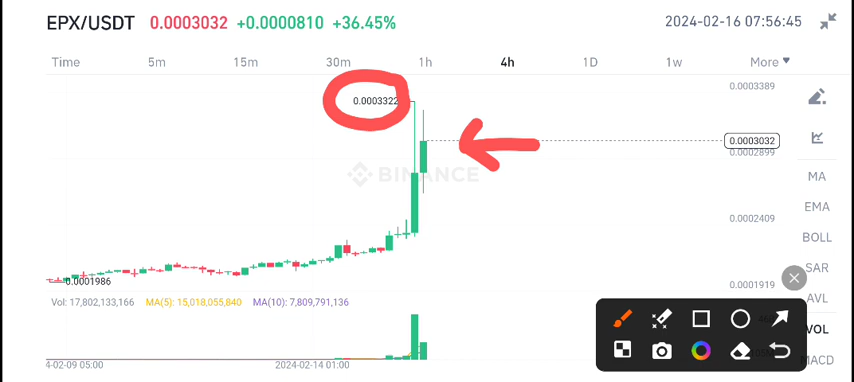 EPX/USDT 0.0003032 +0.0000810 +36.45% 2024-02-16 07:56:45
Time 5m 15m 30m 1h 4h 1D 1w More
0.0003389
0.0003322
0.0003032
0.0002899
BINANCE
MA
EMA
0.0002409
BOLL
SAR
0.0001986
0.0001919
AVL
Vol: 17,802,133,166 MA(5): 15,018,055,840 MA(10): 7,809,791,136
VOL
MACD
4-02-09 05:00 2024-02-14 01:00